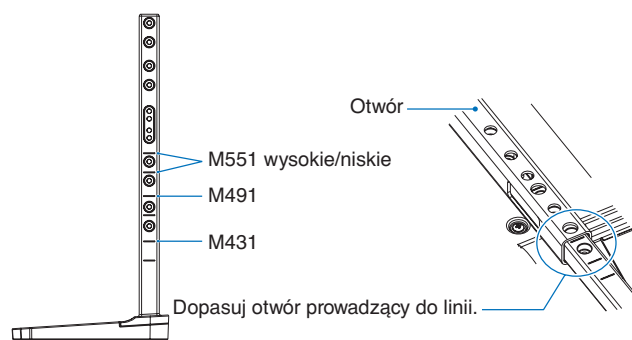 Otwór
M551 wysokie/niskie
M491
M431
Dopasuj otwór prowadzący do linii.